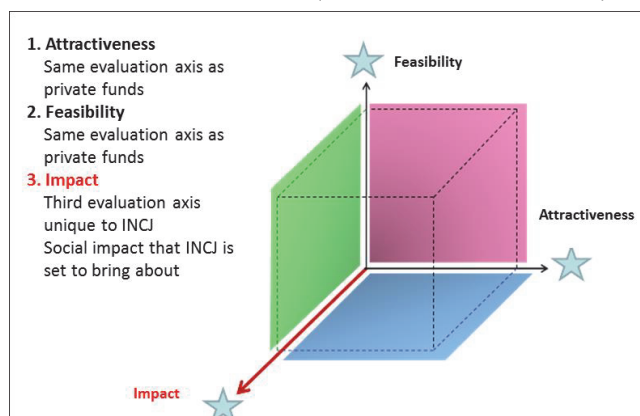 1. Attractiveness
Same evaluation axis as
private funds
2. Feasibility
Same evaluation axis as
private funds
3. Impact
Third evaluation axis
unique to INCJ
Social impact that INCJ is
set to bring about
Feasibility
Attractiveness
Impact